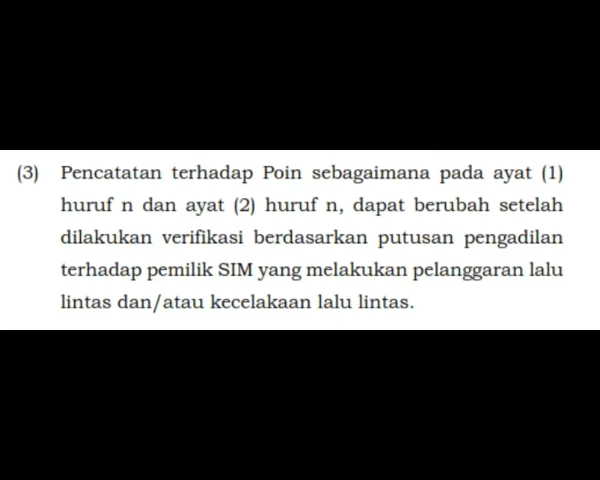 (3) Pencatatan terhadap Poin sebagaimana pada ayat (1)
huruf n dan ayat (2) huruf n, dapat berubah setelah
dilakukan verifikasi berdasarkan putusan pengadilan
terhadap pemilik SIM yang melakukan pelanggaran lalu
lintas dan/atau kecelakaan lalu lintas.